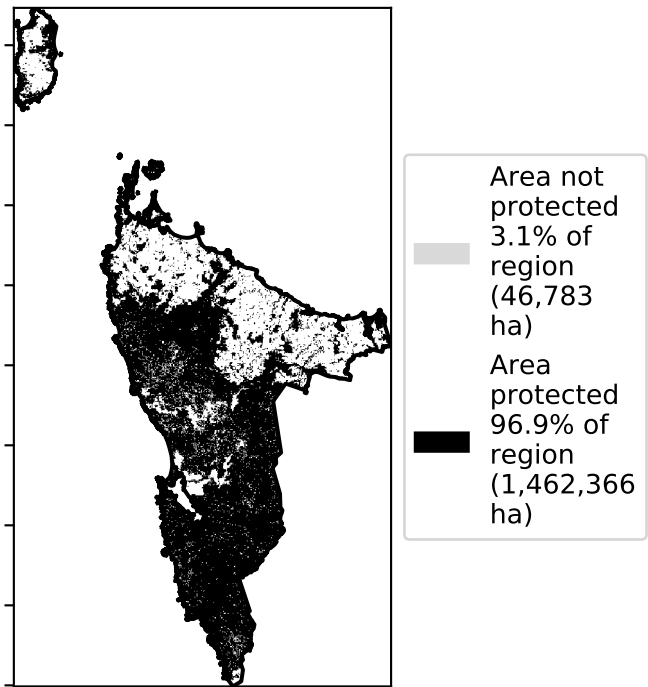 Area not
protected
3.1% of
region
(46,783
ha)
Area
protected
96.9% of
region
(1,462,366
ha)